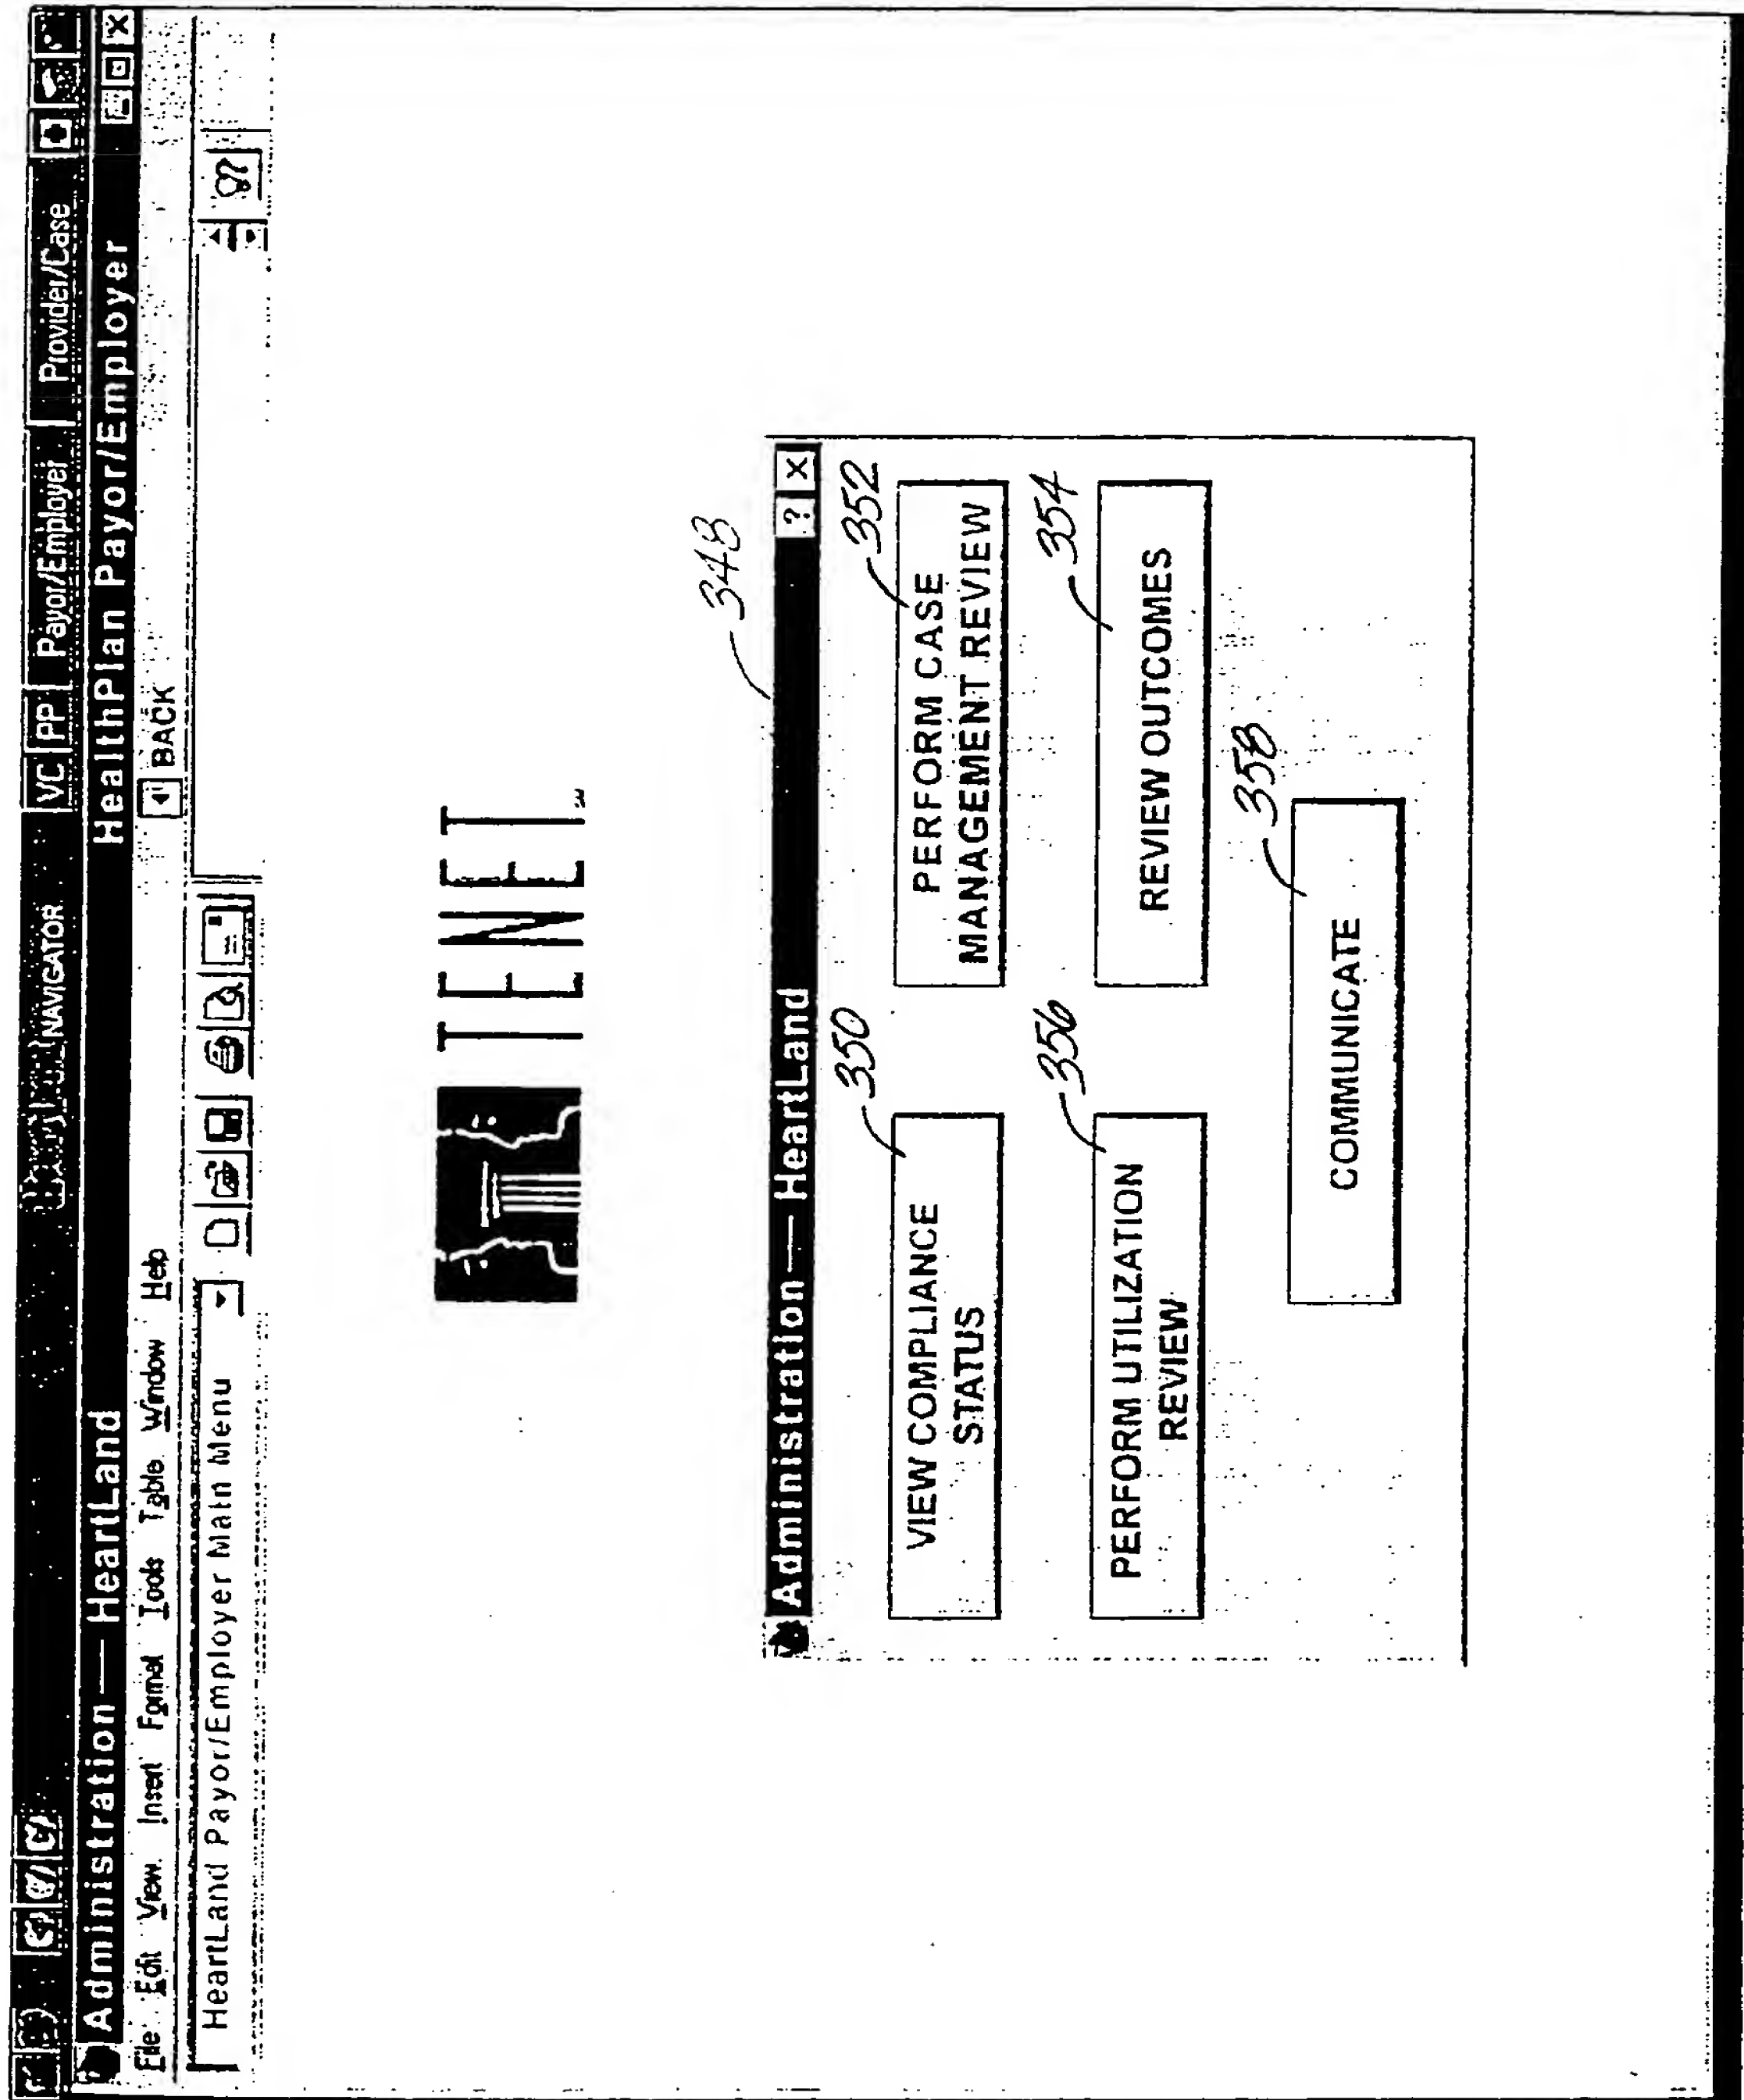 NAVIGATOR VC PP Payor/Employer Provider/Case
Administration — HeartLand HealthPlan Payor/Employer
File Edit View Insert Format Tools Table Window Help BACK
HeartLand Payor/Employer Main Menu
TENET
348
Administration — HeartLand ? X
350 352
VIEW COMPLIANCE STATUS
PERFORM CASE MANAGEMENT REVIEW
356 354
PERFORM UTILIZATION REVIEW
REVIEW OUTCOMES
358
COMMUNICATE